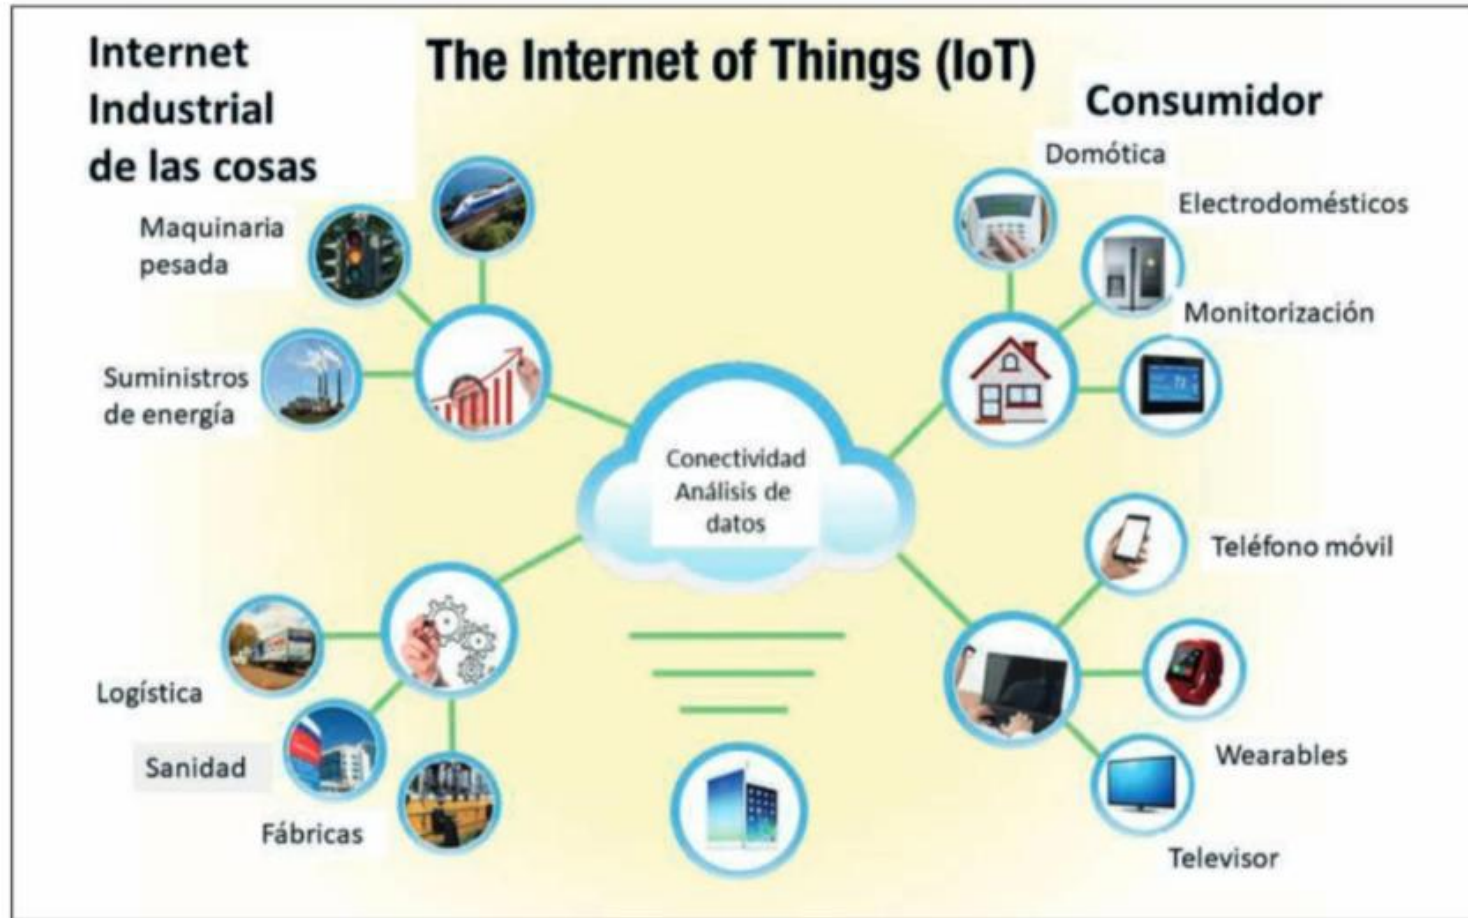 Internet
Industrial
de las cosas
The Internet of Things (IoT)
Consumidor
Maquinaria
pesada
Suministros
de energía
Domótica
Electrodomésticos
Monitorización
Conectividad
Análisis de
datos
Logística
Sanidad
Fábricas
Teléfono móvil
Wearables
Televisor